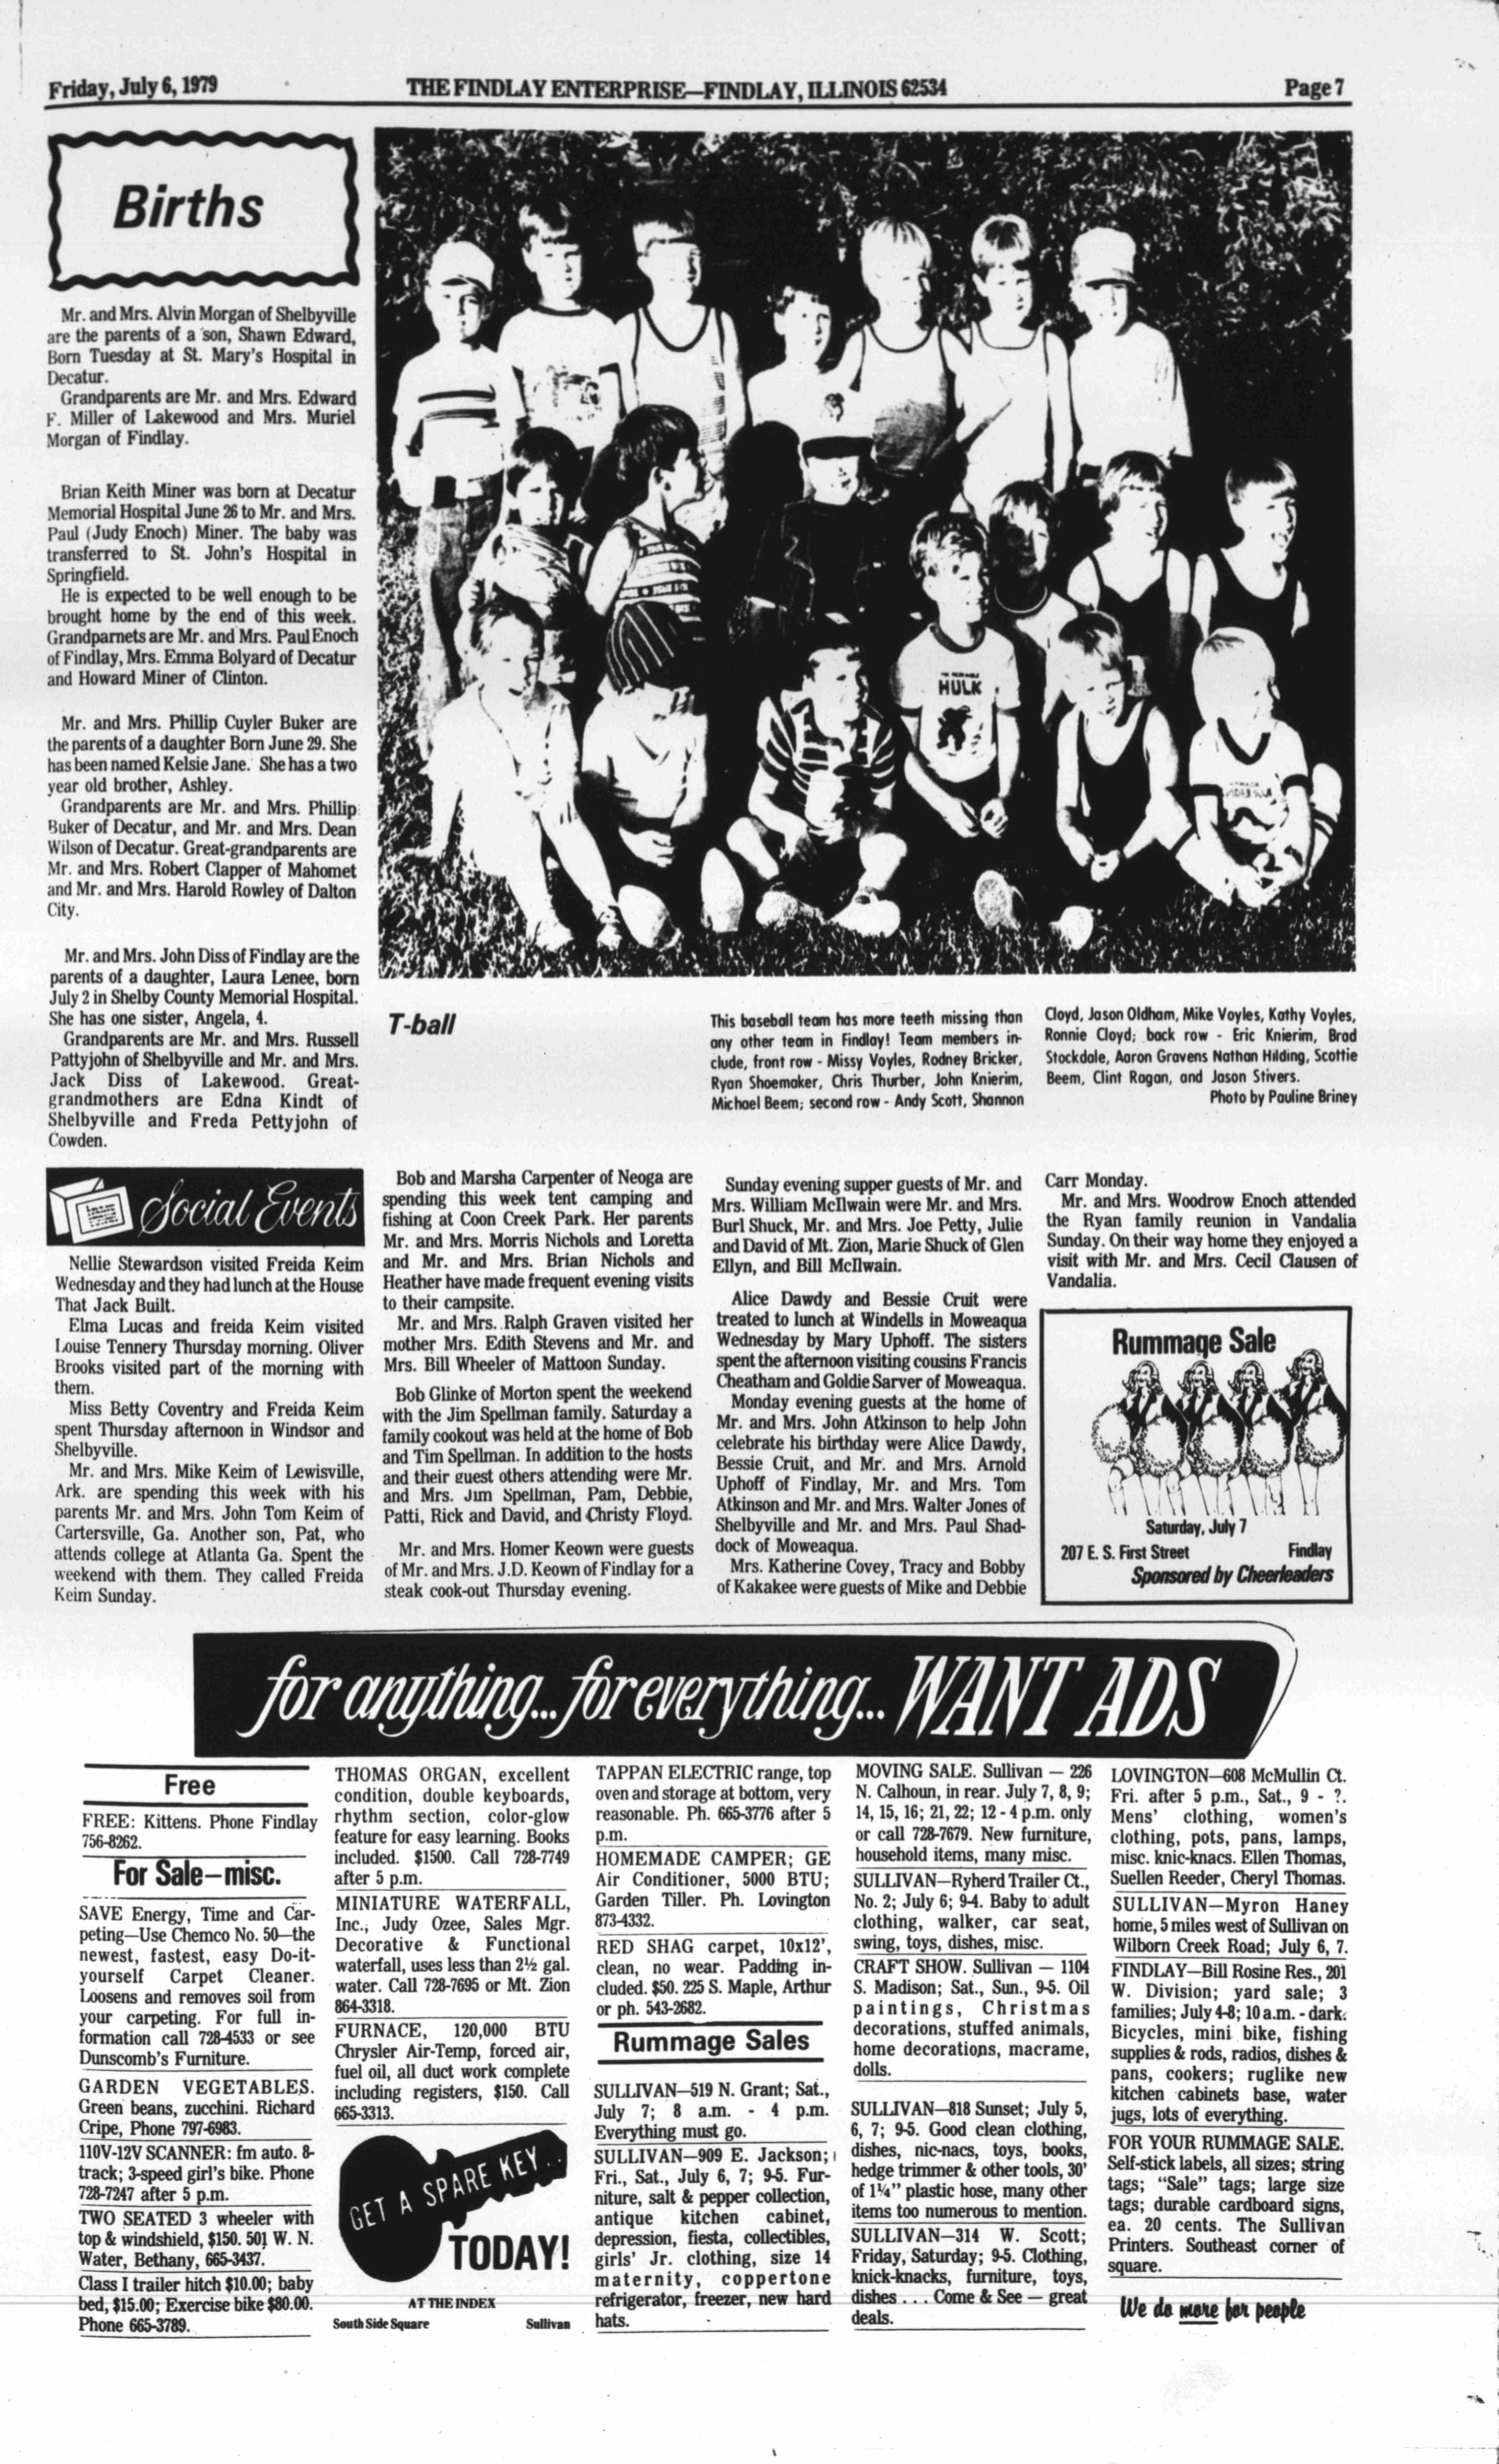 Friday, July 6, 1979
THE FINDLAY ENTERPRISE—FINDLAY, ILLINOIS 62534
Page 7
Births
Mr. and Mrs. Alvin Morgan of Shelbyville
are the parents of a son, Shawn Edward,
Born Tuesday at St. Mary's Hospital in
Decatur.
Grandparents are Mr. and Mrs. Edward
F. Miller of Lakewood and Mrs. Muriel
Morgan of Findlay.
Brian Keith Miner was born at Decatur
Memorial Hospital June 26 to Mr. and Mrs.
Paul (Judy Enoch) Miner. The baby was
transferred to St. John's Hospital in
Springfield.
He is expected to be well enough to be
brought home by the end of this week.
Grandparnets are Mr. and Mrs. Paul Enoch
of Findlay, Mrs. Emma Bolyard of Decatur
and Howard Miner of Clinton.
Mr. and Mrs. Phillip Cuyler Buker are
the parents of a daughter Born June 29. She
has been named Kelsie Jane. She has a two
year old brother, Ashley.
Grandparents are Mr. and Mrs. Phillip
Buker of Decatur, and Mr. and Mrs. Dean
Wilson of Decatur. Great-grandparents are
Mr. and Mrs. Robert Clapper of Mahomet
and Mr. and Mrs. Harold Rowley of Dalton
City.
Mr. and Mrs. John Diss of Findlay are the
parents of a daughter, Laura Lenee, born
July 2 in Shelby County Memorial Hospital.
She has one sister, Angela, 4.
Grandparents are Mr. and Mrs. Russell
Pattyjohn of Shelbyville and Mr. and Mrs.
Jack Diss of Lakewood. Great-
grandmothers are Edna Kindt of
Shelbyville and Freda Pettyjohn of
Cowden.
HULK
T-ball
This baseball team has more teeth missing than
any other team in Findlay! Team members in-
clude, front row - Missy Voyles, Rodney Bricker,
Ryan Shoemaker, Chris Thurber, John Knierim,
Michael Beem; second row - Andy Scott, Shannon
Cloyd, Jason Oldham, Mike Voyles, Kathy Voyles,
Ronnie Cloyd; back row - Eric Knierim, Brad
Stockdale, Aaron Gravens Nathan Hilding, Scottie
Beem, Clint Ragan, and Jason Stivers.
Photo by Pauline Briney
Social Events
Nellie Stewardson visited Freida Keim
Wednesday and they had lunch at the House
That Jack Built.
Elma Lucas and freida Keim visited
Louise Tennery Thursday morning. Oliver
Brooks visited part of the morning with
them.
Miss Betty Coventry and Freida Keim
spent Thursday afternoon in Windsor and
Shelbyville.
Mr. and Mrs. Mike Keim of Lewisville,
Ark. are spending this week with his
parents Mr. and Mrs. John Tom Keim of
Cartersville, Ga. Another son, Pat, who
attends college at Atlanta Ga. Spent the
weekend with them. They called Freida
Keim Sunday.
Bob and Marsha Carpenter of Neoga are
spending this week tent camping and
fishing at Coon Creek Park. Her parents
Mr. and Mrs. Morris Nichols and Loretta
and Mr. and Mrs. Brian Nichols and
Heather have made frequent evening visits
to their campsite.
Mr. and Mrs. Ralph Graven visited her
mother Mrs. Edith Stevens and Mr. and
Mrs. Bill Wheeler of Mattoon Sunday.
Bob Glinke of Morton spent the weekend
with the Jim Spellman family. Saturday a
family cookout was held at the home of Bob
and Tim Spellman. In addition to the hosts
and their guest others attending were Mr.
and Mrs. Jim Spellman, Pam, Debbie,
Patti, Rick and David, and Christy Floyd.
Mr. and Mrs. Homer Keown were guests
of Mr. and Mrs. J.D. Keown of Findlay for a
steak cook-out Thursday evening.
Sunday evening supper guests of Mr. and
Mrs. William McIlwain were Mr. and Mrs.
Burl Shuck, Mr. and Mrs. Joe Petty, Julie
and David of Mt. Zion, Marie Shuck of Glen
Ellyn, and Bill McIlwain.
Alice Dawdy and Bessie Cruit were
treated to lunch at Windells in Moweaqua
Wednesday by Mary Uphoff. The sisters
spent the afternoon visiting cousins Francis
Cheatham and Goldie Sarver of Moweaqua.
Monday evening guests at the home of
Mr. and Mrs. John Atkinson to help John
celebrate his birthday were Alice Dawdy,
Bessie Cruit, and Mr. and Mrs. Arnold
Uphoff of Findlay, Mr. and Mrs. Tom
Atkinson and Mr. and Mrs. Walter Jones of
Shelbyville and Mr. and Mrs. Paul Shad-
dock of Moweaqua.
Mrs. Katherine Covey, Tracy and Bobby
of Kakakee were guests of Mike and Debbie
Carr Monday.
Mr. and Mrs. Woodrow Enoch attended
the Ryan family reunion in Vandalia
Sunday. On their way home they enjoyed a
visit with Mr. and Mrs. Cecil Clausen of
Vandalia.
Rummage Sale
Saturday, July 7
207 E. S. First Street Findlay
Sponsored by Cheerleaders
for anything... for everything... WANT ADS
Free
FREE: Kittens. Phone Findlay
756-8262.
For Sale—misc.
SAVE Energy, Time and Car-
peting—Use Chemco No. 50—the
newest, fastest, easy Do-it-
yourself Carpet Cleaner.
Loosens and removes soil from
your carpeting. For full in-
formation call 728-4533 or see
Dunscomb's Furniture.
GARDEN VEGETABLES.
Green beans, zucchini. Richard
Cripe, Phone 797-6983.
110V-12V SCANNER: fm auto. 8-
track; 3-speed girl's bike. Phone
728-7247 after 5 p.m.
TWO SEATED 3 wheeler with
top & windshield, $150. 501 W. N.
Water, Bethany, 665-3437.
Class I trailer hitch $10.00; baby
bed, $15.00; Exercise bike $80.00.
Phone 665-3789.
THOMAS ORGAN, excellent
condition, double keyboards,
rhythm section, color-glow
feature for easy learning. Books
included. $1500. Call 728-7749
after 5 p.m.
MINIATURE WATERFALL,
Inc., Judy Ozee, Sales Mgr.
Decorative & Functional
waterfall, uses less than 2½ gal.
water. Call 728-7695 or Mt. Zion
864-3318.
FURNACE, 120,000 BTU
Chrysler Air-Temp, forced air,
fuel oil, all duct work complete
including registers, $150. Call
665-3313.
GET A SPARE KEY..
TODAY!
AT THE INDEX
South Side Square Sullivan
TAPPAN ELECTRIC range, top
oven and storage at bottom, very
reasonable. Ph. 665-3776 after 5
p.m.
HOMEMADE CAMPER; GE
Air Conditioner, 5000 BTU;
Garden Tiller. Ph. Lovington
873-4332.
RED SHAG carpet, 10x12',
clean, no wear. Padding in-
cluded. $50. 225 S. Maple, Arthur
or ph. 543-2682.
Rummage Sales
SULLIVAN—519 N. Grant; Sat.,
July 7; 8 a.m. - 4 p.m.
Everything must go.
SULLIVAN—909 E. Jackson;
Fri., Sat., July 6, 7; 9-5. Fur-
niture, salt & pepper collection,
antique kitchen cabinet,
depression, fiesta, collectibles,
girls' Jr. clothing, size 14
maternity, coppertone
refrigerator, freezer, new hard
hats.
MOVING SALE. Sullivan — 226
N. Calhoun, in rear. July 7, 8, 9;
14, 15, 16; 21, 22; 12 - 4 p.m. only
or call 728-7679. New furniture,
household items, many misc.
SULLIVAN—Ryherd Trailer Ct.,
No. 2; July 6; 9-4. Baby to adult
clothing, walker, car seat,
swing, toys, dishes, misc.
CRAFT SHOW. Sullivan — 1104
S. Madison; Sat., Sun., 9-5. Oil
paintings, Christmas
decorations, stuffed animals,
home decorations, macrame,
dolls.
SULLIVAN—818 Sunset; July 5,
6, 7; 9-5. Good clean clothing,
dishes, nic-nacs, toys, books,
hedge trimmer & other tools, 30'
of 1¼" plastic hose, many other
items too numerous to mention.
SULLIVAN—314 W. Scott;
Friday, Saturday; 9-5. Clothing,
knick-knacks, furniture, toys,
dishes . . . Come & See — great
deals.
LOVINGTON—608 McMullin Ct.
Fri. after 5 p.m., Sat., 9 - ?.
Mens' clothing, women's
clothing, pots, pans, lamps,
misc. knic-knacs. Ellen Thomas,
Suellen Reeder, Cheryl Thomas.
SULLIVAN—Myron Haney
home, 5 miles west of Sullivan on
Wilborn Creek Road; July 6, 7.
FINDLAY—Bill Rosine Res., 201
W. Division; yard sale; 3
families; July 4-8; 10 a.m. - dark.
Bicycles, mini bike, fishing
supplies & rods, radios, dishes &
pans, cookers; ruglike new
kitchen cabinets base, water
jugs, lots of everything.
FOR YOUR RUMMAGE SALE.
Self-stick labels, all sizes; string
tags; "Sale" tags; large size
tags; durable cardboard signs,
ea. 20 cents. The Sullivan
Printers. Southeast corner of
square.
We do more for people